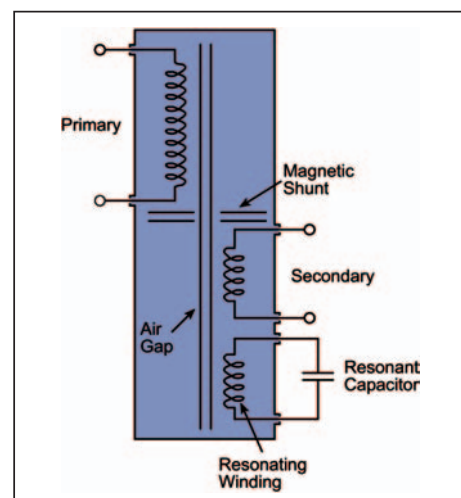 Primary
Magnetic
Shunt
Secondary
Air
Gap
Resonant
Capacitor
Resonating
Winding